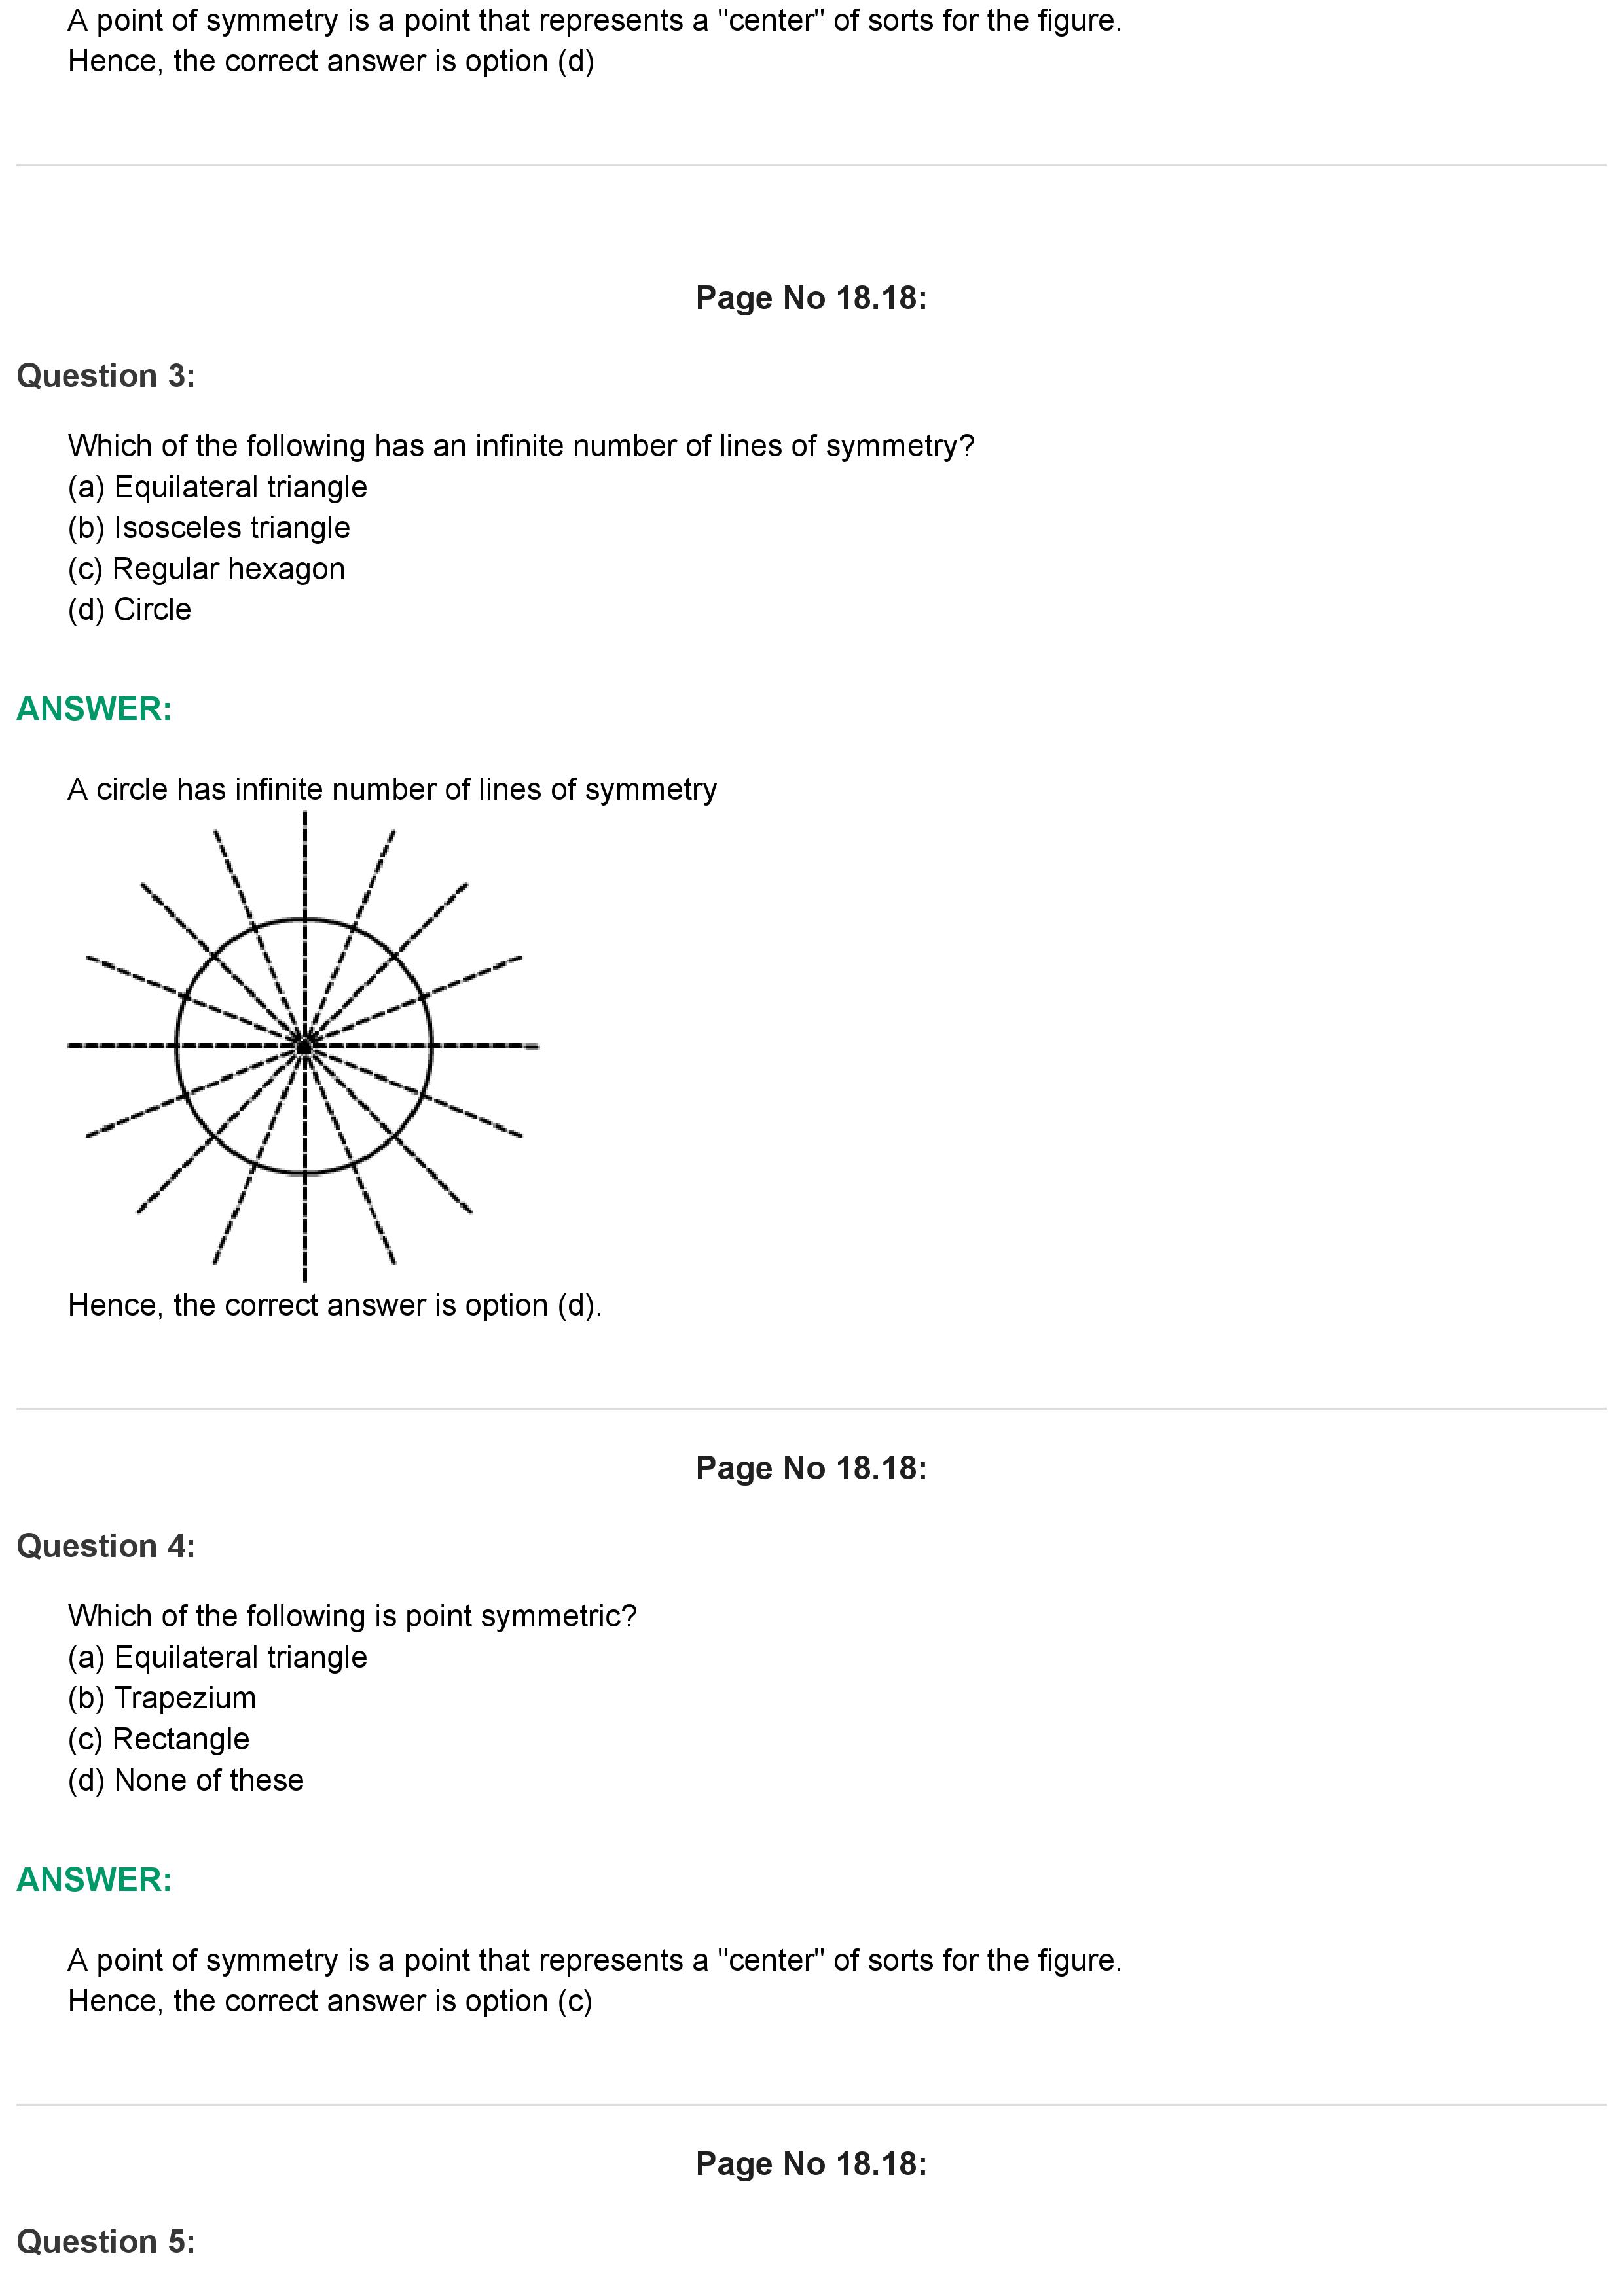 A point of symmetry is a point that represents a "center" of sorts for the figure.
Hence, the correct answer is option (d)
Page No 18.18:
Question 3:
Which of the following has an infinite number of lines of symmetry?
(a) Equilateral triangle
(b) Isosceles triangle
(c) Regular hexagon
(d) Circle
ANSWER:
A circle has infinite number of lines of symmetry
Hence, the correct answer is option (d).
Page No 18.18:
Question 4:
Which of the following is point symmetric?
(a) Equilateral triangle
(b) Trapezium
(c) Rectangle
(d) None of these
ANSWER:
A point of symmetry is a point that represents a "center" of sorts for the figure.
Hence, the correct answer is option (c)
Page No 18.18:
Question 5: